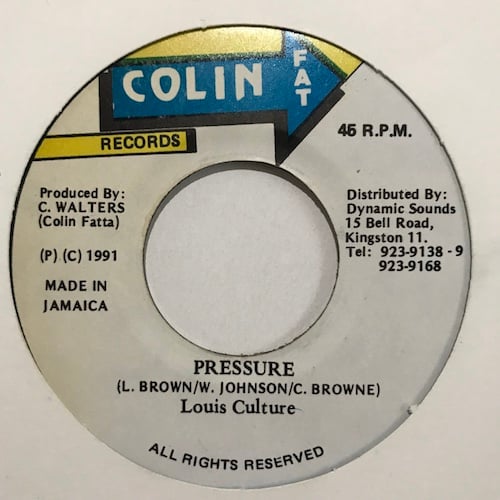 COLIN
FAT
RECORDS
45 R.P.M.
Produced By:
C. WALTERS
(Colin Fatta)
(P) (C) 1991
MADE IN
JAMAICA
Distributed By:
Dynamic Sounds
15 Bell Road,
Kingston 11.
Tel: 923-9138 - 9
923-9168
PRESSURE
(L. BROWN/W. JOHNSON/C. BROWNE)
Louis Culture
ALL RIGHTS RESERVED